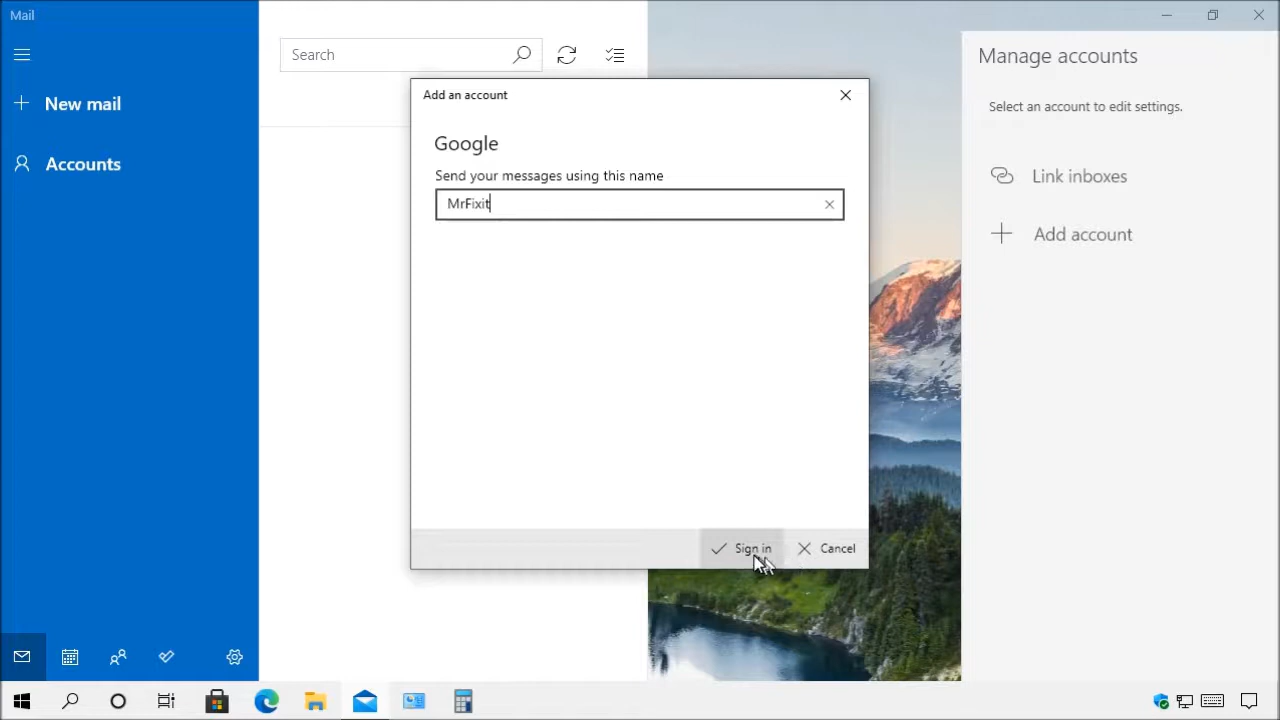 Mail
Search
New mail
Accounts
Add an account
Google
Send your messages using this name
MrFixit
Sign in
Cancel
Manage accounts
Select an account to edit settings.
Link inboxes
Add account